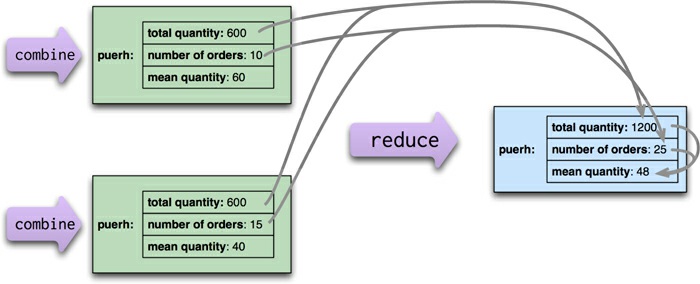 combine
puerh:
total quantity: 600
number of orders: 10
mean quantity: 60
reduce
puerh:
total quantity: 1200
number of orders: 25
mean quantity: 48
combine
puerh:
total quantity: 600
number of orders: 15
mean quantity: 40